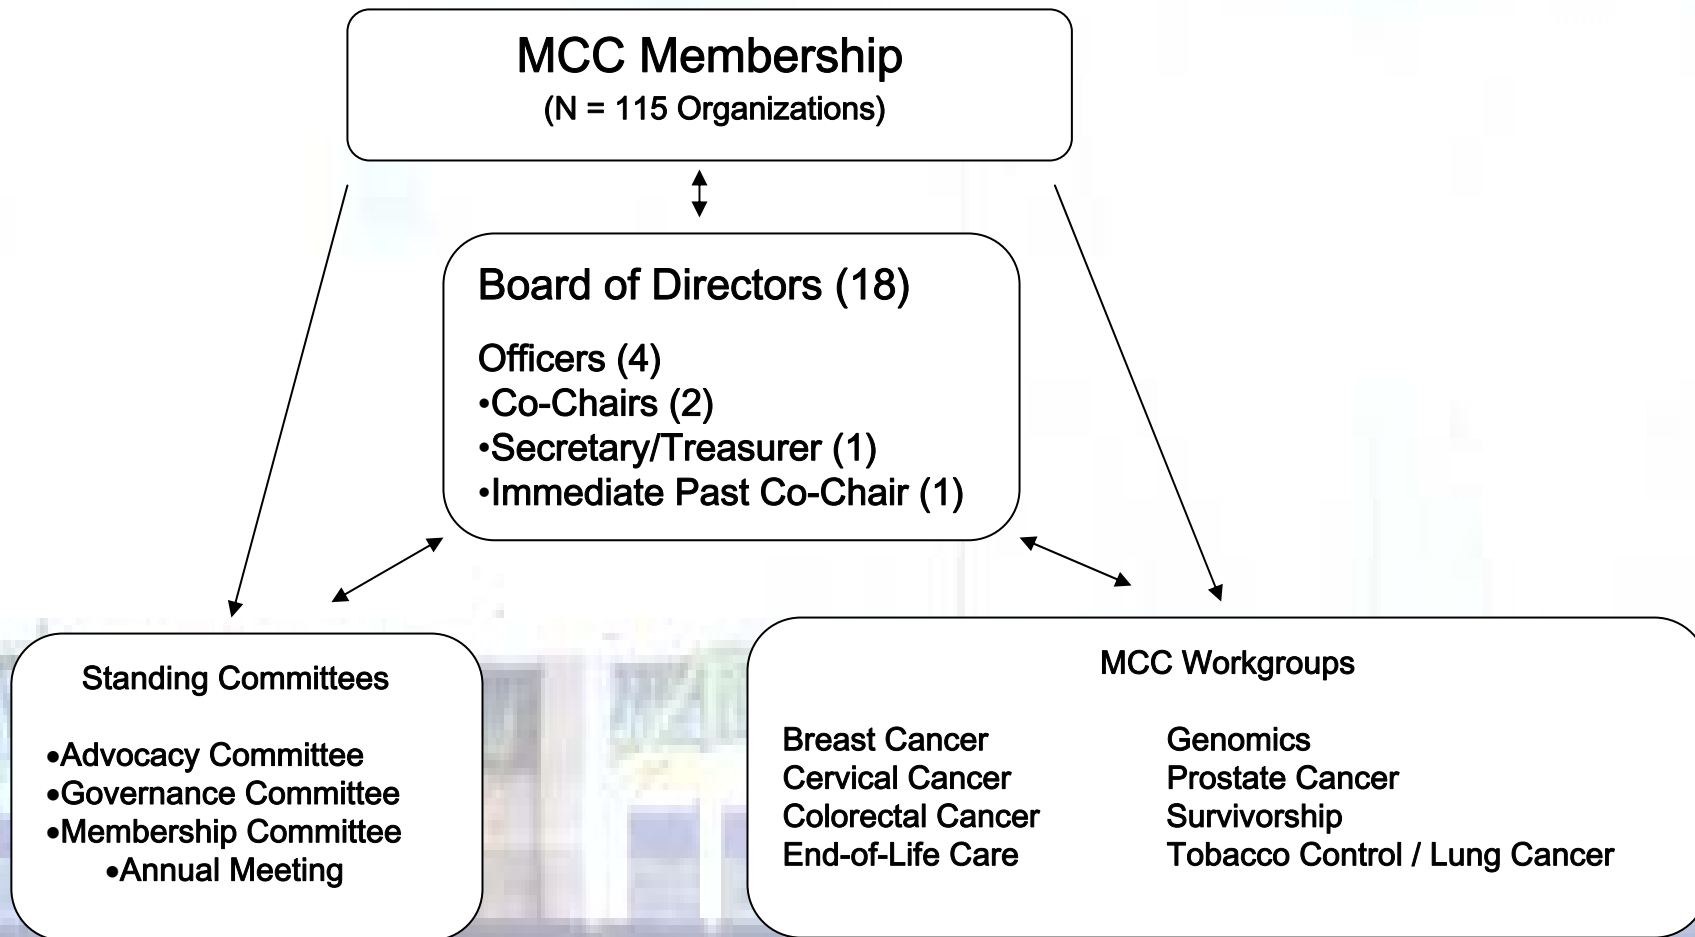 MCC Membership
(N = 115 Organizations)
Board of Directors (18)
Officers (4)
•Co-Chairs (2)
•Secretary/Treasurer (1)
•Immediate Past Co-Chair (1)
Standing Committees
•Advocacy Committee
•Governance Committee
•Membership Committee
•Annual Meeting
MCC Workgroups
Breast Cancer
Cervical Cancer
Colorectal Cancer
End-of-Life Care
Genomics
Prostate Cancer
Survivorship
Tobacco Control / Lung Cancer